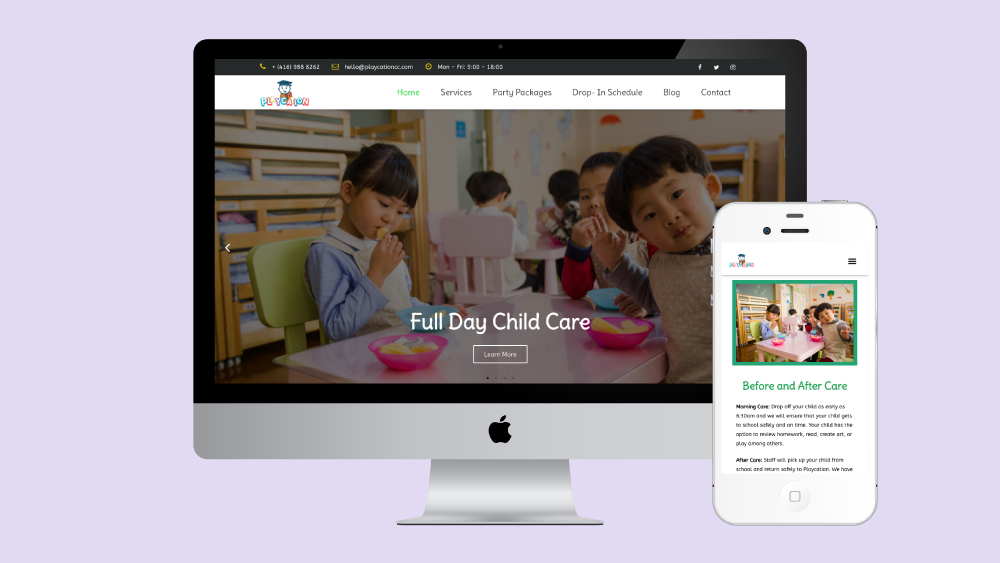 + (416) 988 8262 hello@playcationcc.com Mon - Fri: 9:00 - 18:00
PLAYCATION
Home Services Party Packages Drop- In Schedule Blog Contact
Full Day Child Care
Learn More
PLAYCATION
Before and After Care
Morning Care: Drop off your child as early as
6:30am and we will ensure that your child gets
to school safely and on time. Your child has the
option to review homework, read, create art, or
play among others.
After Care: Staff will pick up your child from
school and return safely to Playcation. We have